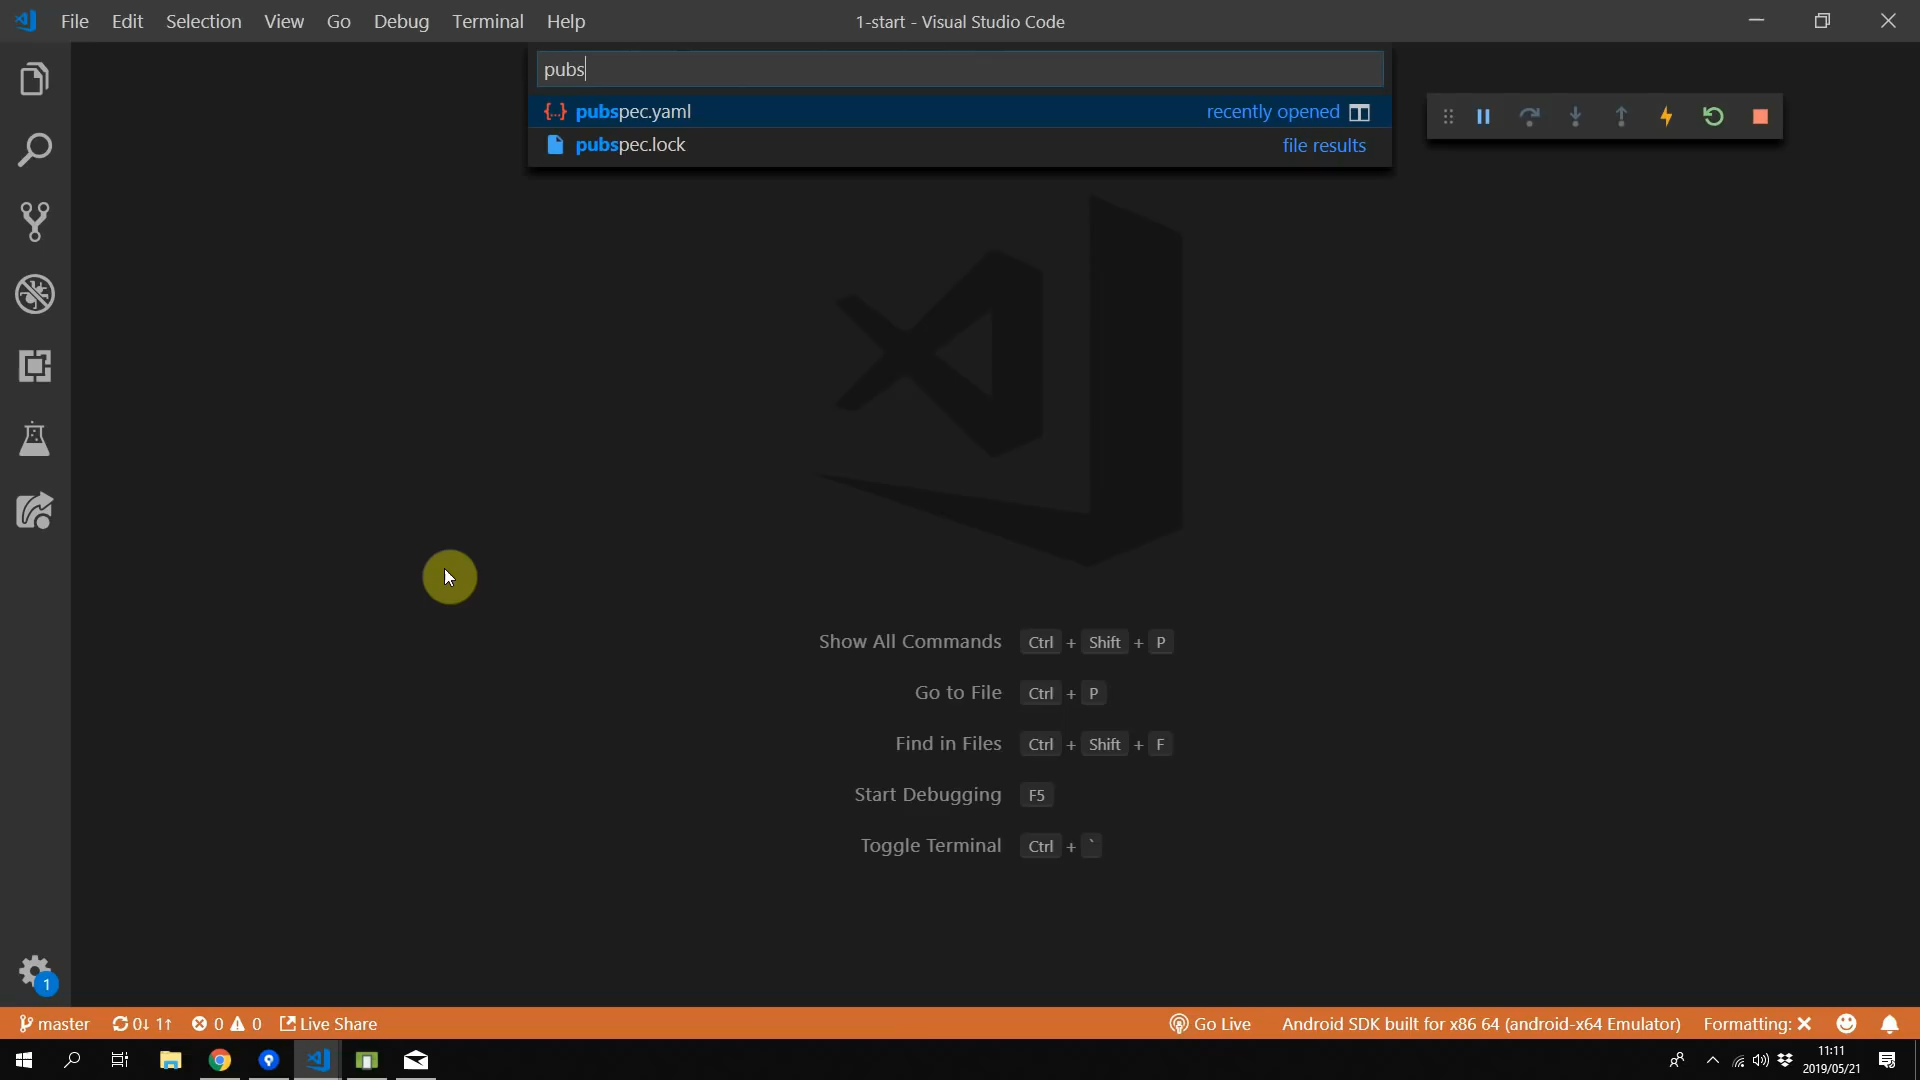 File Edit Selection View Go Debug Terminal Help
1-start - Visual Studio Code
pubs
pubspec.yaml recently opened
pubspec.lock file results
Show All Commands Ctrl + Shift + P
Go to File Ctrl + P
Find in Files Ctrl + Shift + F
Start Debugging F5
Toggle Terminal Ctrl + `
1
master 0↓ 1↑ 0 0 Live Share Go Live Android SDK built for x86 64 (android-x64 Emulator) Formatting: ✕
11:11
2019/05/21